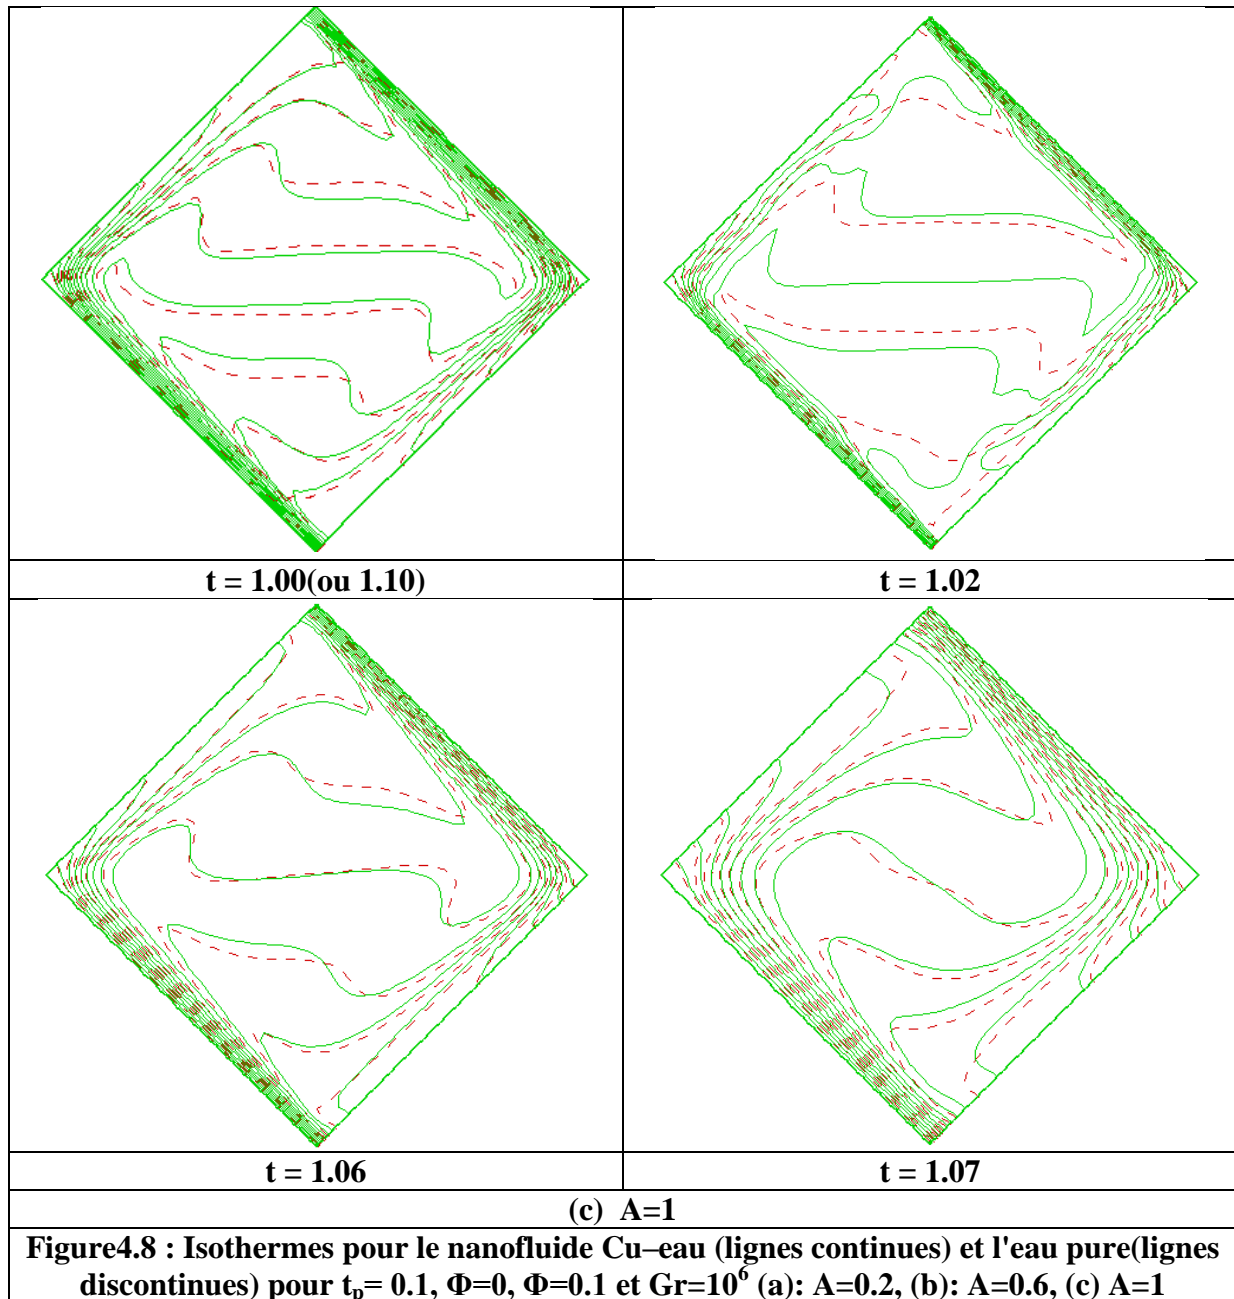 t = 1.00(ou 1.10)
t = 1.02
t = 1.06
t = 1.07
(c) A=1
Figure4.8 : Isothermes pour le nanofluide Cu–eau (lignes continues) et l'eau pure(lignes
discontinues) pour tₚ= 0.1, Φ=0, Φ=0.1 et Gr=10⁶ (a): A=0.2, (b): A=0.6, (c) A=1